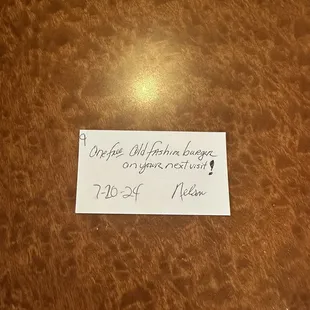 One free Old fashion burger
on your next visit!
7-20-24 Nelson